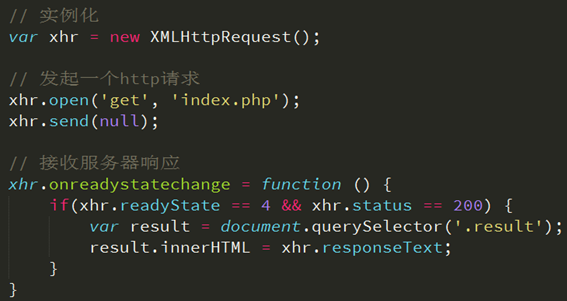 // 实例化
var xhr = new XMLHttpRequest();
// 发起一个http请求
xhr.open('get', 'index.php');
xhr.send(null);
// 接收服务器响应
xhr.onreadystatechange = function () {
if(xhr.readyState == 4 && xhr.status == 200) {
var result = document.querySelector('.result');
result.innerHTML = xhr.responseText;
}
}